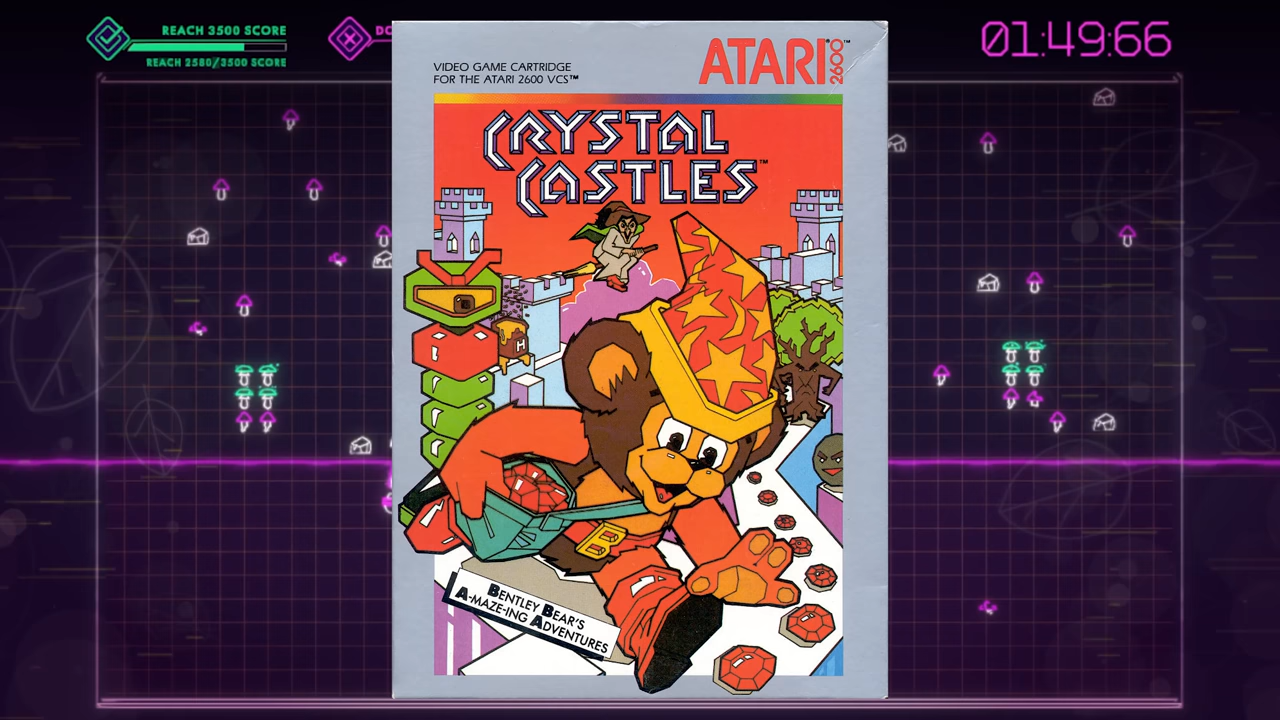 REACH 3500 SCORE
REACH 2580/3500 SCORE
01:49:66
VIDEO GAME CARTRIDGE
FOR THE ATARI 2600 VCS™
ATARI 2600™
CRYSTAL
CASTLES™
H
B
BENTLEY BEAR'S
A-MAZE-ING ADVENTURES